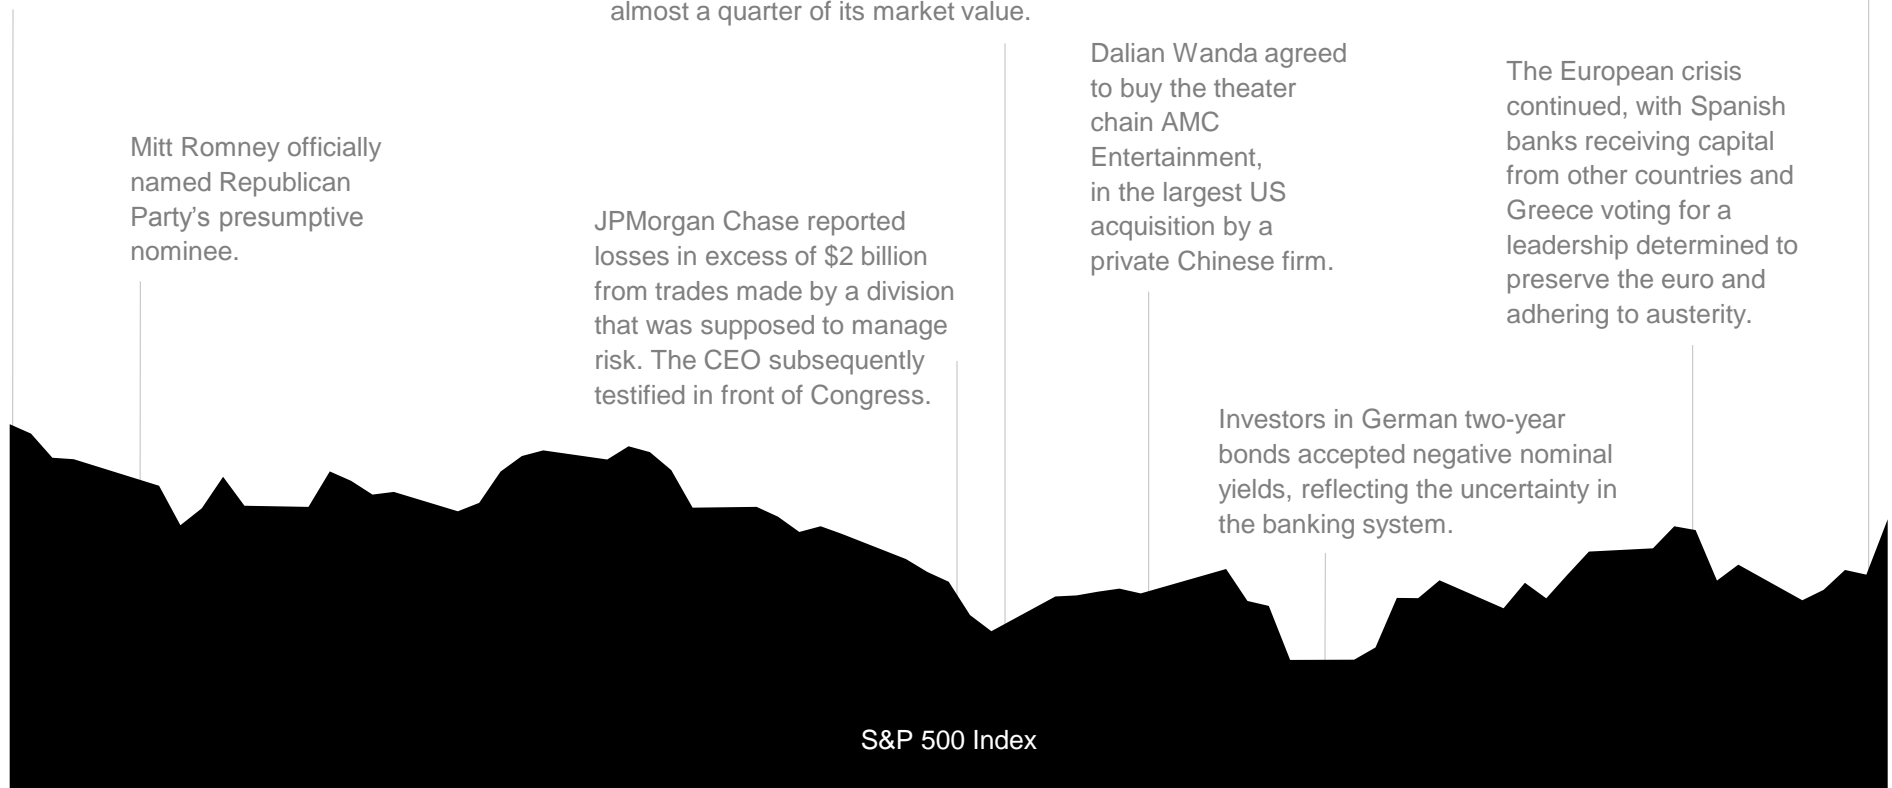 almost a quarter of its market value.
Mitt Romney officially
named Republican
Party’s presumptive
nominee.
JPMorgan Chase reported
losses in excess of $2 billion
from trades made by a division
that was supposed to manage
risk. The CEO subsequently
testified in front of Congress.
Dalian Wanda agreed
to buy the theater
chain AMC
Entertainment,
in the largest US
acquisition by a
private Chinese firm.
Investors in German two-year
bonds accepted negative nominal
yields, reflecting the uncertainty in
the banking system.
The European crisis
continued, with Spanish
banks receiving capital
from other countries and
Greece voting for a
leadership determined to
preserve the euro and
adhering to austerity.
S&P 500 Index